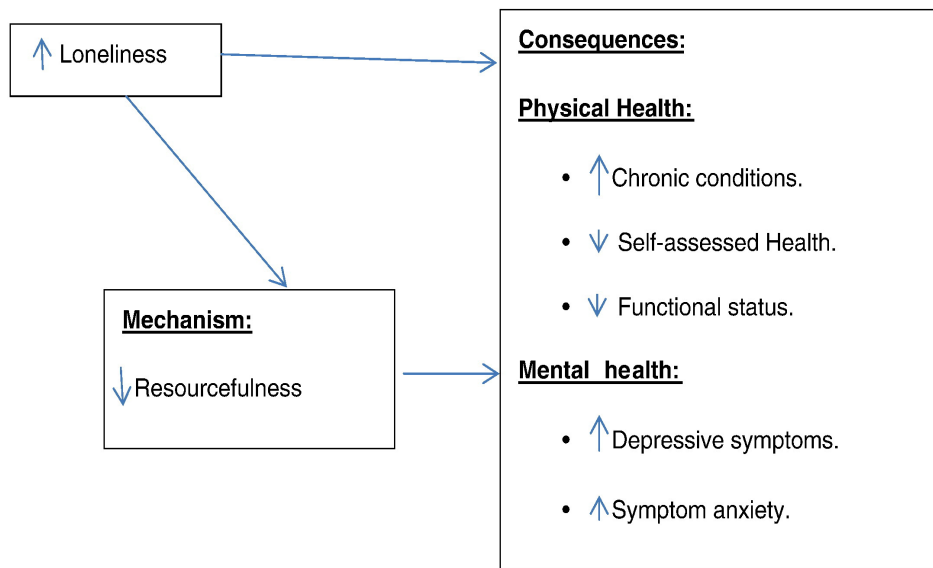 Loneliness
Consequences:
Physical Health:
• Chronic conditions.
• Self-assessed Health.
• Functional status.
Mechanism:
Resourcefulness
Mental health:
• Depressive symptoms.
• Symptom anxiety.